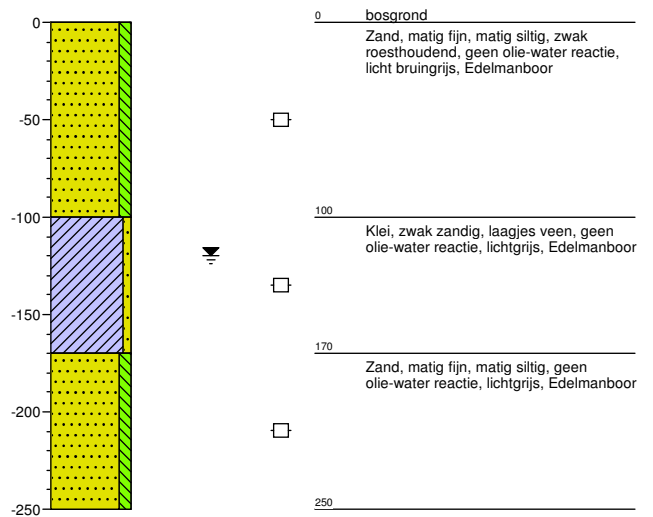 0
-50
-100
-150
-200
-250
0 bosgrond
Zand, matig fijn, matig siltig, zwak
roesthoudend, geen olie-water reactie,
licht bruingrijs, Edelmanboor
100
Klei, zwak zandig, laagjes veen, geen
olie-water reactie, lichtgrijs, Edelmanboor
170
Zand, matig fijn, matig siltig, geen
olie-water reactie, lichtgrijs, Edelmanboor
250